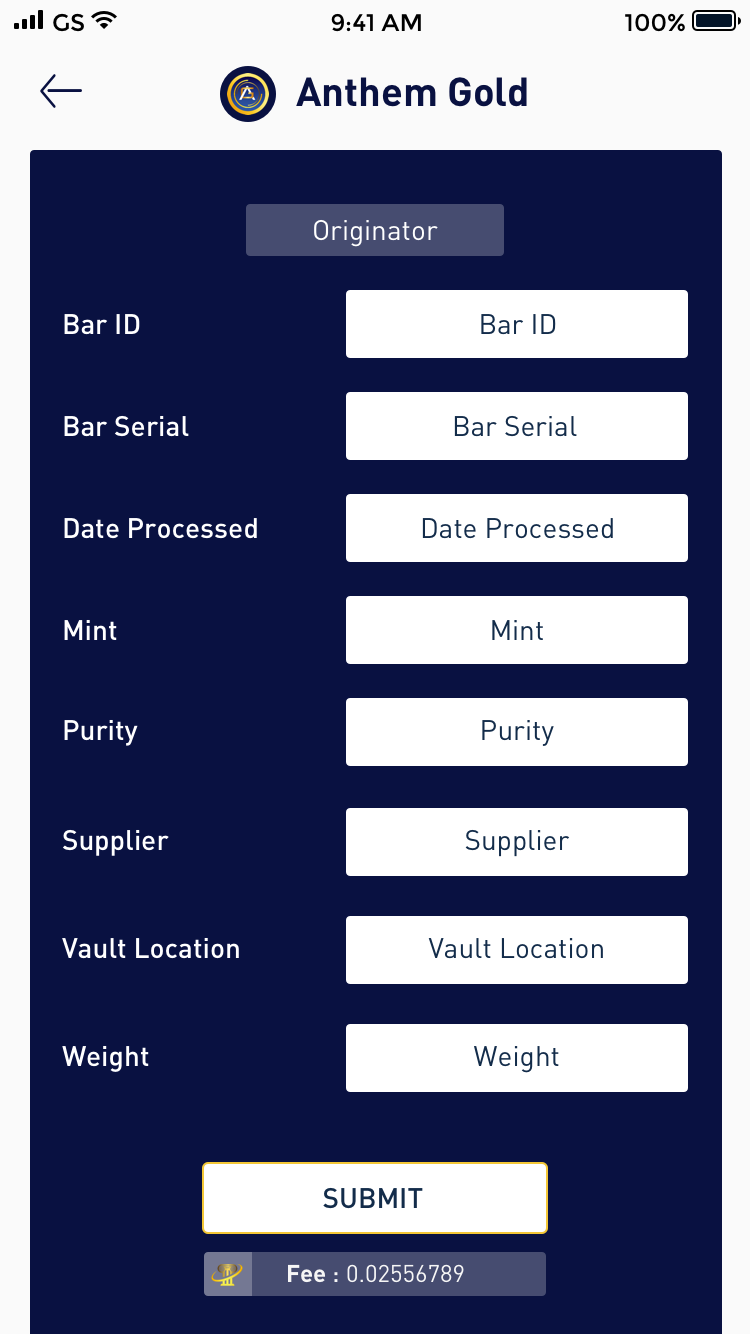 GS 9:41 AM 100%
Anthem Gold
Originator
Bar ID Bar ID
Bar Serial Bar Serial
Date Processed Date Processed
Mint Mint
Purity Purity
Supplier Supplier
Vault Location Vault Location
Weight Weight
SUBMIT
Fee : 0.02556789